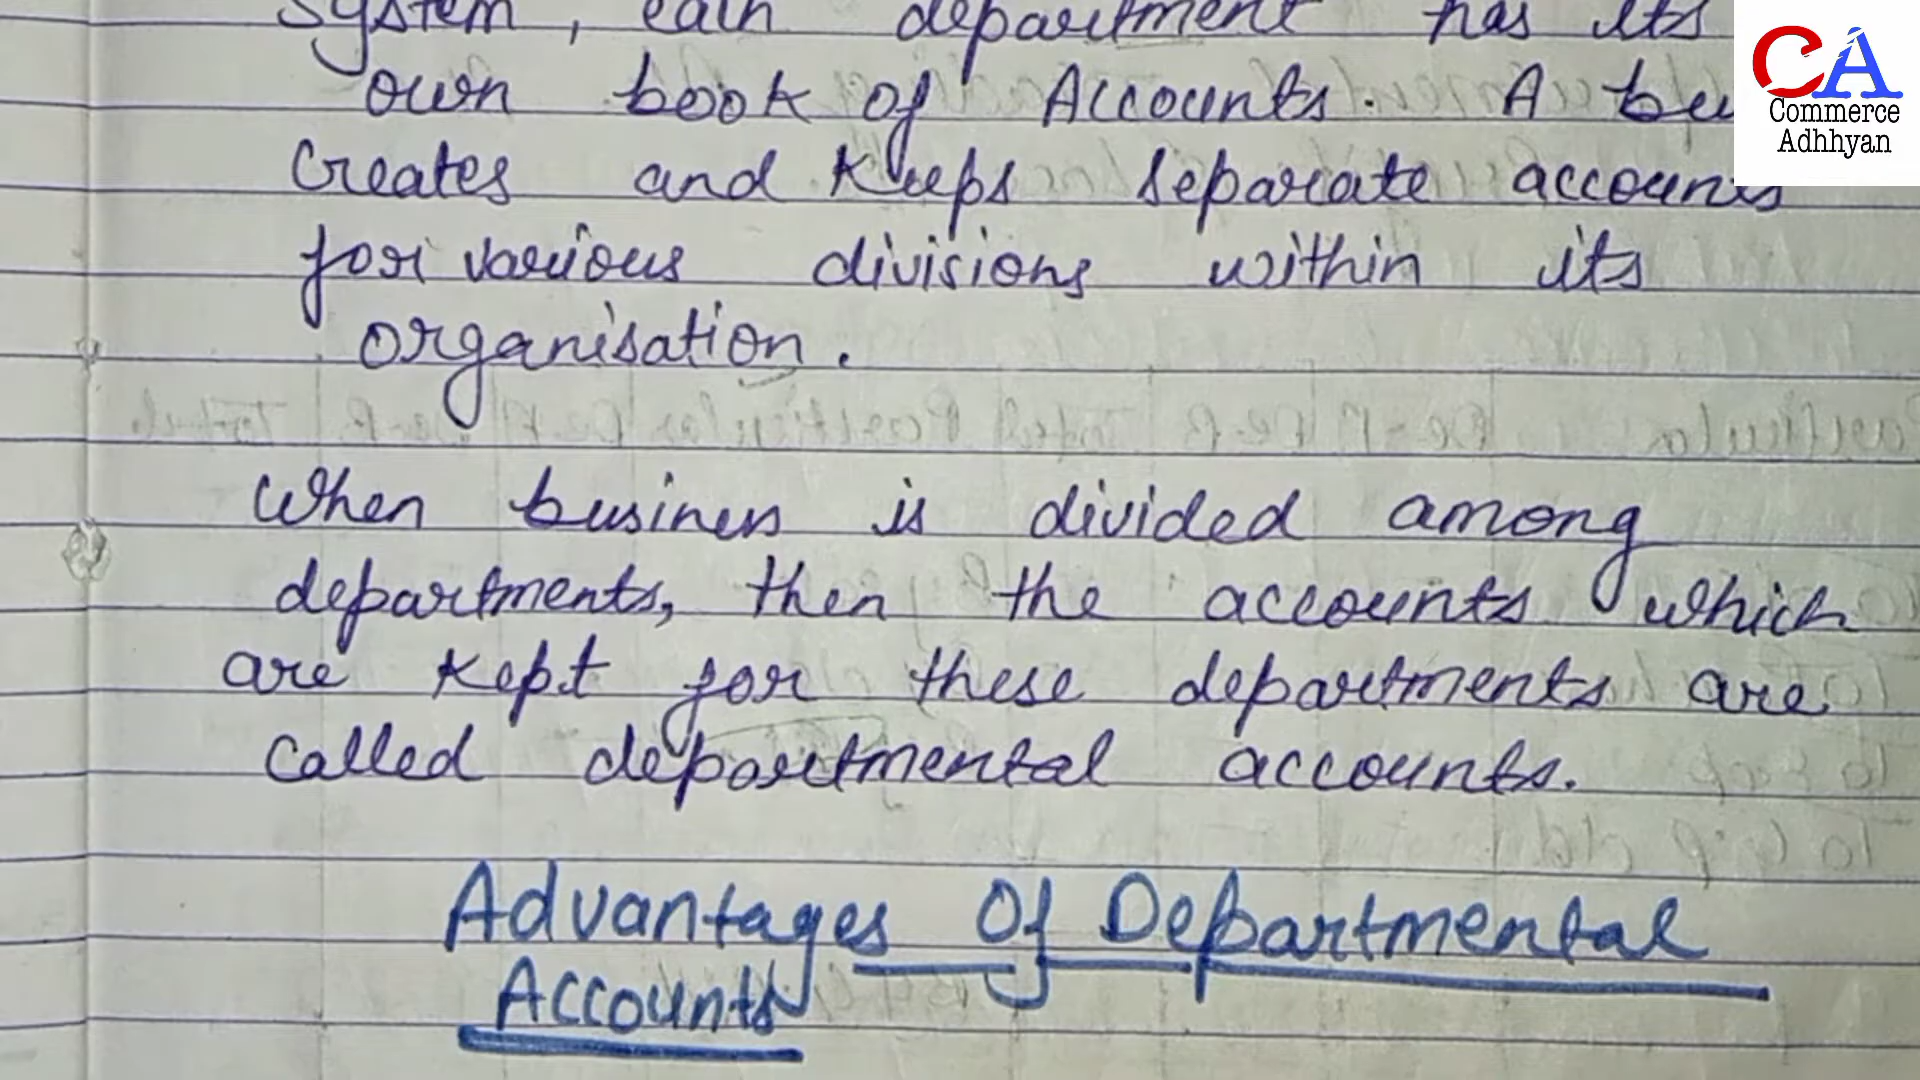 system, each department has its
own book of Accounts. A bu
creates and keeps separate accounts
for various divisions within its
organisation.
When business is divided among
departments, then the accounts which
are kept for these departments are
called departmental accounts.
Advantages Of Departmental
Accounts
CA
Commerce
Adhhyan